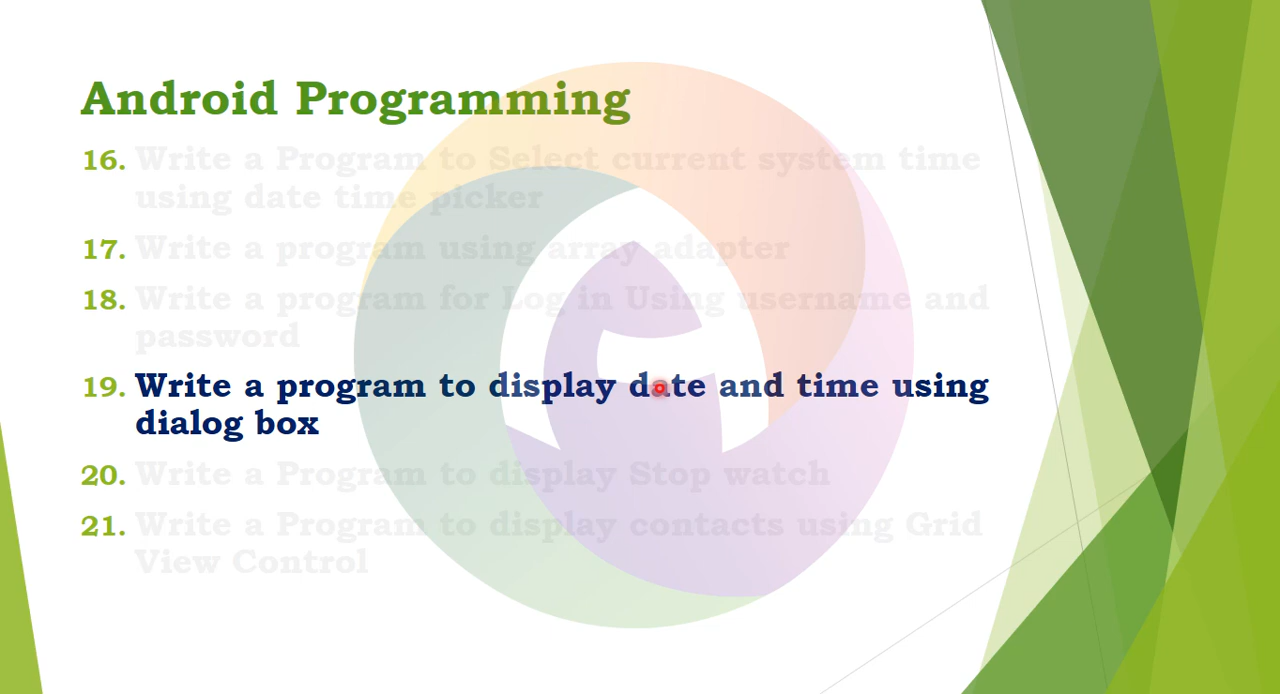 Android Programming
16. Write a Program to Select current system time
using date time picker
17. Write a program using array adapter
18. Write a program for Log in Using username and
password
19. Write a program to display date and time using
dialog box
20. Write a Program to display Stop watch
21. Write a Program to display contacts using Grid
View Control